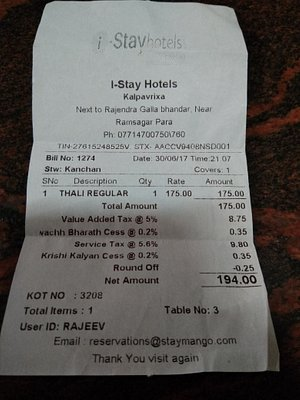 i-Stayhotels
I-Stay Hotels
Kalpavrixa
Next to Rajendra Galla bhandar, Near
Ramsagar Para
Ph: 07714700750\760
TIN-27615248525V STX- AACCV9408NSD001
Bill No: 1274 Date: 30/06/17 Time:21:07
Stw: Kanchan Covers: 1
SNo Description Qty Rate Amount
1 THALI REGULAR 1 175.00 175.00
Total Amount 175.00
Value Added Tax @ 5% 8.75
vachh Bharath Cess @ 0.2% 0.35
Service Tax @ 5.6% 9.80
Krishi Kalyan Cess @ 0.2% 0.35
Round Off -0.25
Net Amount 194.00
KOT NO : 3208
Total Items : 1 Table No: 3
User ID: RAJEEV
Email : reservations@staymango.com
Thank You visit again